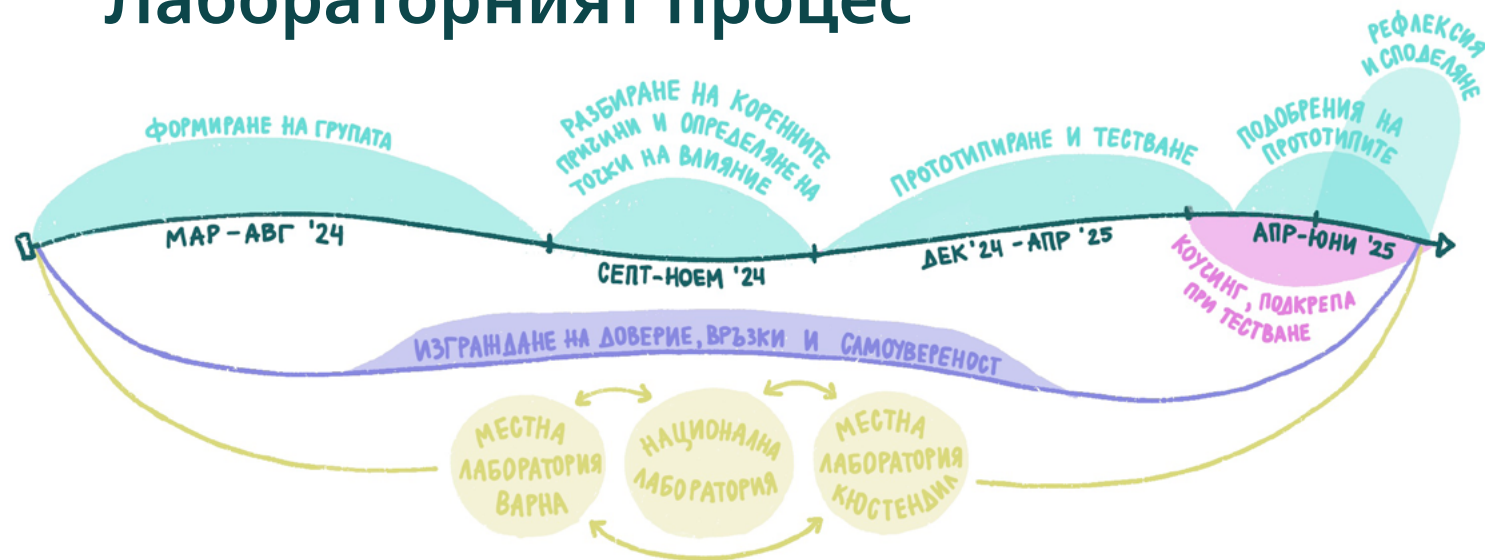 Лабораторният процес
РЕФЛЕКСИЯ
И СПОДЕЛЯНЕ
ФОРМИРАНЕ НА ГРУПАТА
РАЗБИРАНЕ НА КОРЕННИТЕ
ПРИЧИНИ И ОПРЕДЕЛЯНЕ НА
ТОЧКИ НА ВЛИЯНИЕ
ПРОТОТИПИРАНЕ И ТЕСТВАНЕ
ПОДОБРЕНИЯ НА
ПРОТОТИПИТЕ
МАР-АВГ '24
СЕПТ-НОЕМ '24
ДЕК'24 -АПР '25
АПР-ЮНИ '25
КОУСИНГ, ПОДКРЕПА
ПРИ ТЕСТВАНЕ
ИЗГРАЖДАНЕ НА ДОВЕРИЕ, ВРЪЗКИ И САМОУВЕРЕНОСТ
МЕСТНА
ЛАБОРАТОРИЯ
ВАРНА
НАЦИОНАЛНА
ЛАБОРАТОРИЯ
МЕСТНА
ЛАБОРАТОРИЯ
КЮСТЕНДИЛ